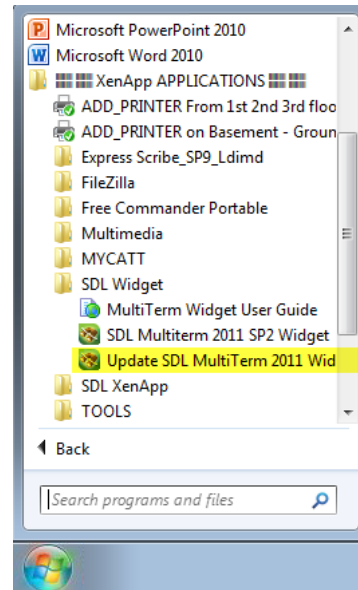 Microsoft PowerPoint 2010
Microsoft Word 2010
XenApp APPLICATIONS
ADD_PRINTER From 1st 2nd 3rd floo
ADD_PRINTER on Basement - Groun
Express Scribe_SP9_Ldimd
FileZilla
Free Commander Portable
Multimedia
MYCATT
SDL Widget
MultiTerm Widget User Guide
SDL Multiterm 2011 SP2 Widget
Update SDL MultiTerm 2011 Wid
SDL XenApp
TOOLS
Back
Search programs and files